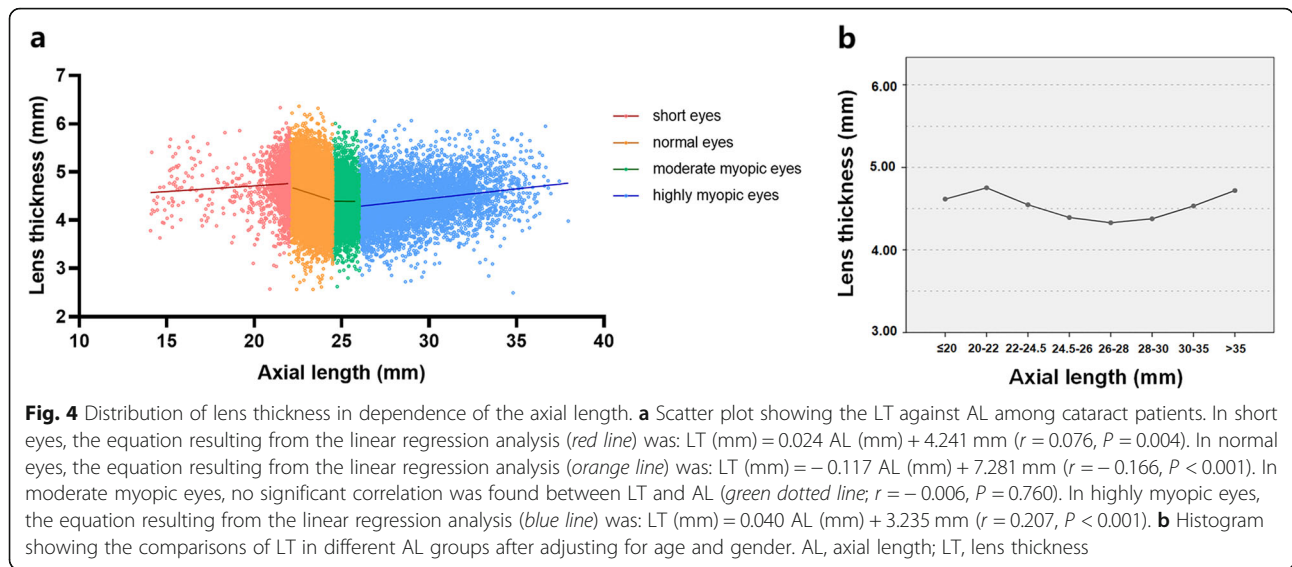 a
7
6
5
4
3
2
Lens thickness (mm)
10 15 20 25 30 35 40
Axial length (mm)
short eyes
normal eyes
moderate myopic eyes
highly myopic eyes
b
6.00
5.00
4.00
3.00
Lens thickness (mm)
≤20 20-22 22-24.5 24.5-26 26-28 28-30 30-35 >35
Axial length (mm)
Fig. 4 Distribution of lens thickness in dependence of the axial length. a Scatter plot showing the LT against AL among cataract patients. In short
eyes, the equation resulting from the linear regression analysis (red line) was: LT (mm) = 0.024 AL (mm) + 4.241 mm (r = 0.076, P = 0.004). In normal
eyes, the equation resulting from the linear regression analysis (orange line) was: LT (mm) = − 0.117 AL (mm) + 7.281 mm (r = − 0.166, P < 0.001). In
moderate myopic eyes, no significant correlation was found between LT and AL (green dotted line; r = − 0.006, P = 0.760). In highly myopic eyes,
the equation resulting from the linear regression analysis (blue line) was: LT (mm) = 0.040 AL (mm) + 3.235 mm (r = 0.207, P < 0.001). b Histogram
showing the comparisons of LT in different AL groups after adjusting for age and gender. AL, axial length; LT, lens thickness